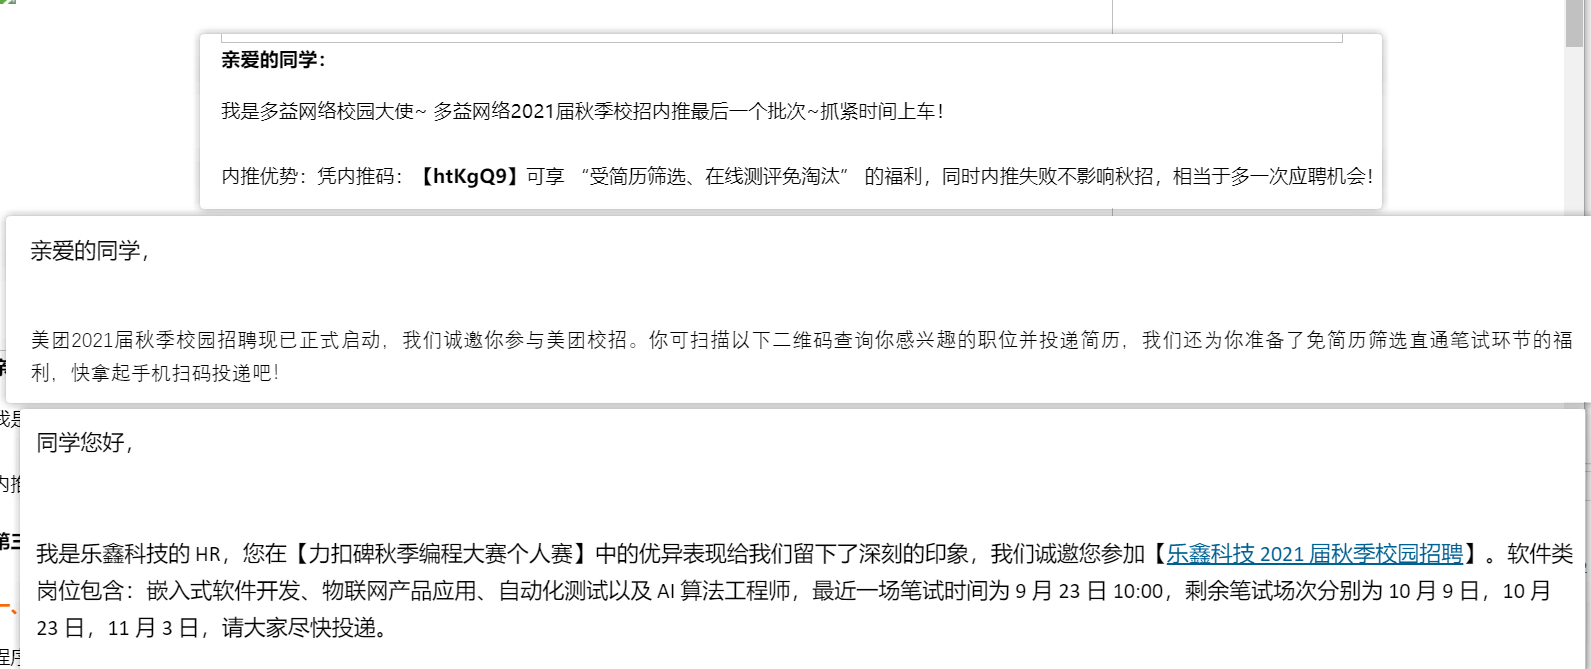 亲爱的同学：
我是多益网络校园大使~ 多益网络2021届秋季校招内推最后一个批次~抓紧时间上车！
内推优势：凭内推码：【htKgQ9】可享 “受简历筛选、在线测评免淘汰” 的福利，同时内推失败不影响秋招，相当于多一次应聘机会！
亲爱的同学，
美团2021届秋季校园招聘现已正式启动，我们诚邀你参与美团校招。你可扫描以下二维码查询你感兴趣的职位并投递简历，我们还为你准备了免简历筛选直通笔试环节的福
利，快拿起手机扫码投递吧！
我是
同学您好，
内推
第三
我是乐鑫科技的 HR，您在【力扣碑秋季编程大赛个人赛】中的优异表现给我们留下了深刻的印象，我们诚邀您参加【乐鑫科技 2021 届秋季校园招聘】。软件类
岗位包含：嵌入式软件开发、物联网产品应用、自动化测试以及 AI 算法工程师，最近一场笔试时间为 9 月 23 日 10:00，剩余笔试场次分别为 10 月 9 日，10 月
一、
23 日，11 月 3 日，请大家尽快投递。
程序